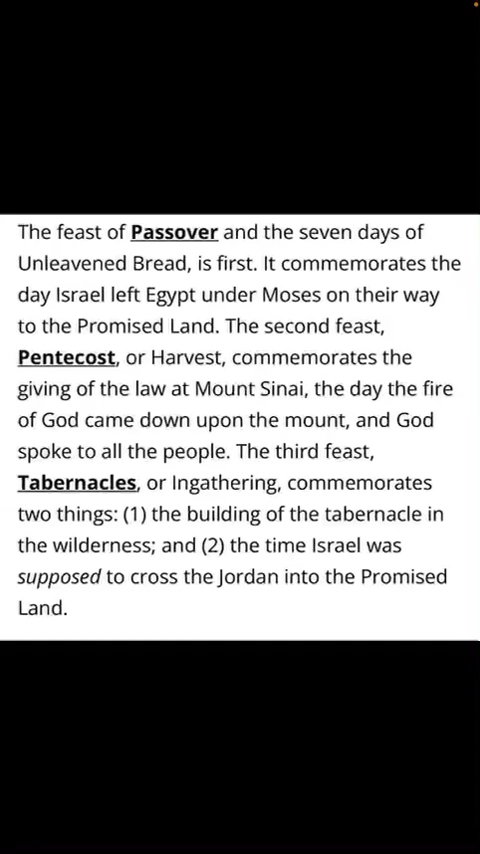 The feast of Passover and the seven days of
Unleavened Bread, is first. It commemorates the
day Israel left Egypt under Moses on their way
to the Promised Land. The second feast,
Pentecost, or Harvest, commemorates the
giving of the law at Mount Sinai, the day the fire
of God came down upon the mount, and God
spoke to all the people. The third feast,
Tabernacles, or Ingathering, commemorates
two things: (1) the building of the tabernacle in
the wilderness; and (2) the time Israel was
supposed to cross the Jordan into the Promised
Land.